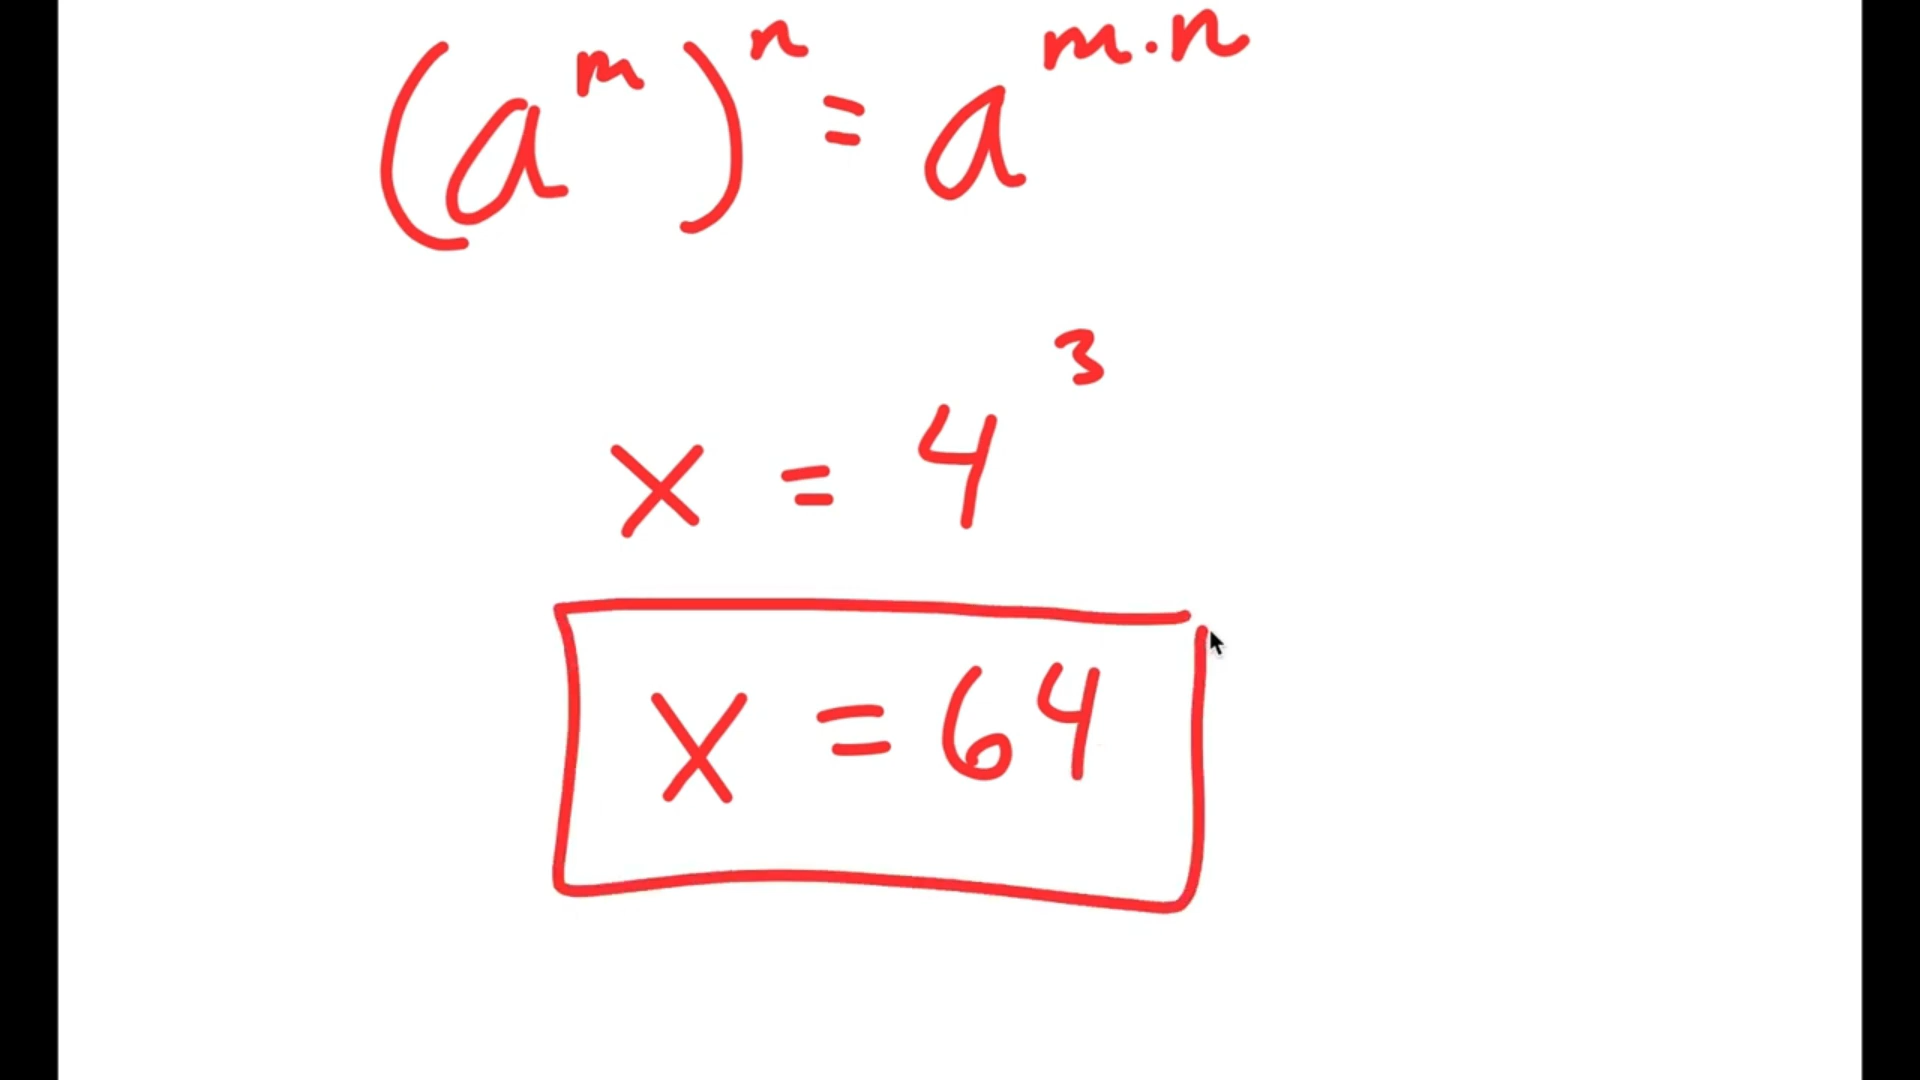 (a^m)^n = a^{m·n}
x = 4^3
x = 64